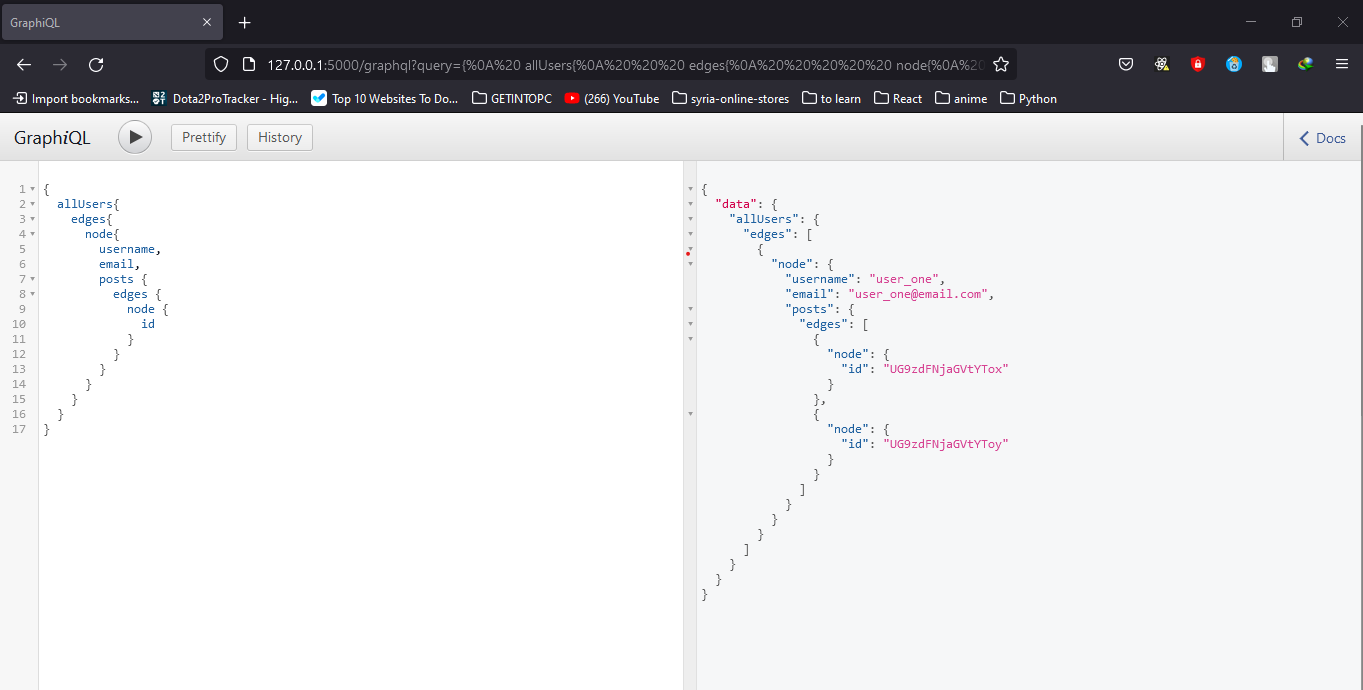 GraphiQL
127.0.0.1:5000/graphql?query={%0A%20 allUsers{%0A%20%20%20 edges{%0A%20%20%20%20%20 node{%0A%20%20
Import bookmarks... Dota2ProTracker - Hig... Top 10 Websites To Do... GETINTOPC (266) YouTube syria-online-stores to learn React anime Python
GraphiQL Prettify History Docs
1 {
2 allUsers{
3 edges{
4 node{
5 username,
6 email,
7 posts {
8 edges {
9 node {
10 id
11 }
12 }
13 }
14 }
15 }
16 }
17 }
{
"data": {
"allUsers": {
"edges": [
{
"node": {
"username": "user_one",
"email": "user_one@email.com",
"posts": {
"edges": [
{
"node": {
"id": "UG9zdFNjaGVtYTox"
}
},
{
"node": {
"id": "UG9zdFNjaGVtYToy"
}
}
]
}
}
}
]
}
}
}